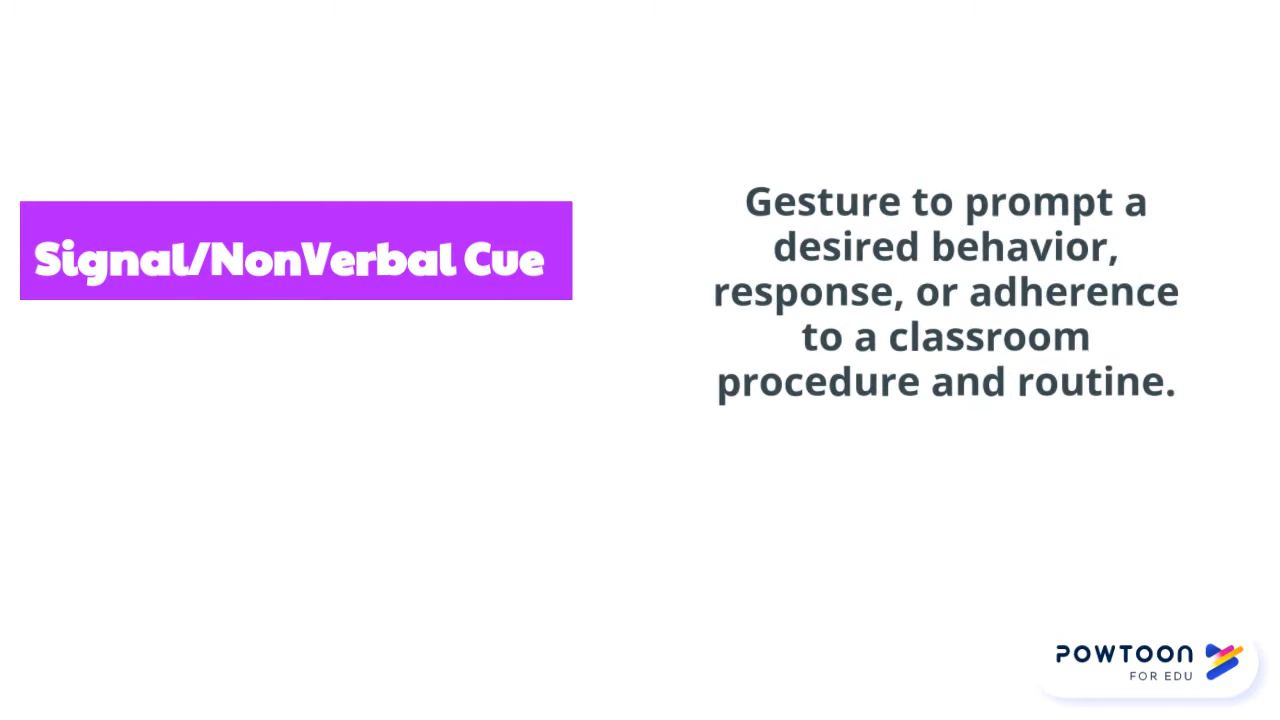 Signal/NonVerbal Cue
Gesture to prompt a
desired behavior,
response, or adherence
to a classroom
procedure and routine.
POWTOON
FOR EDU